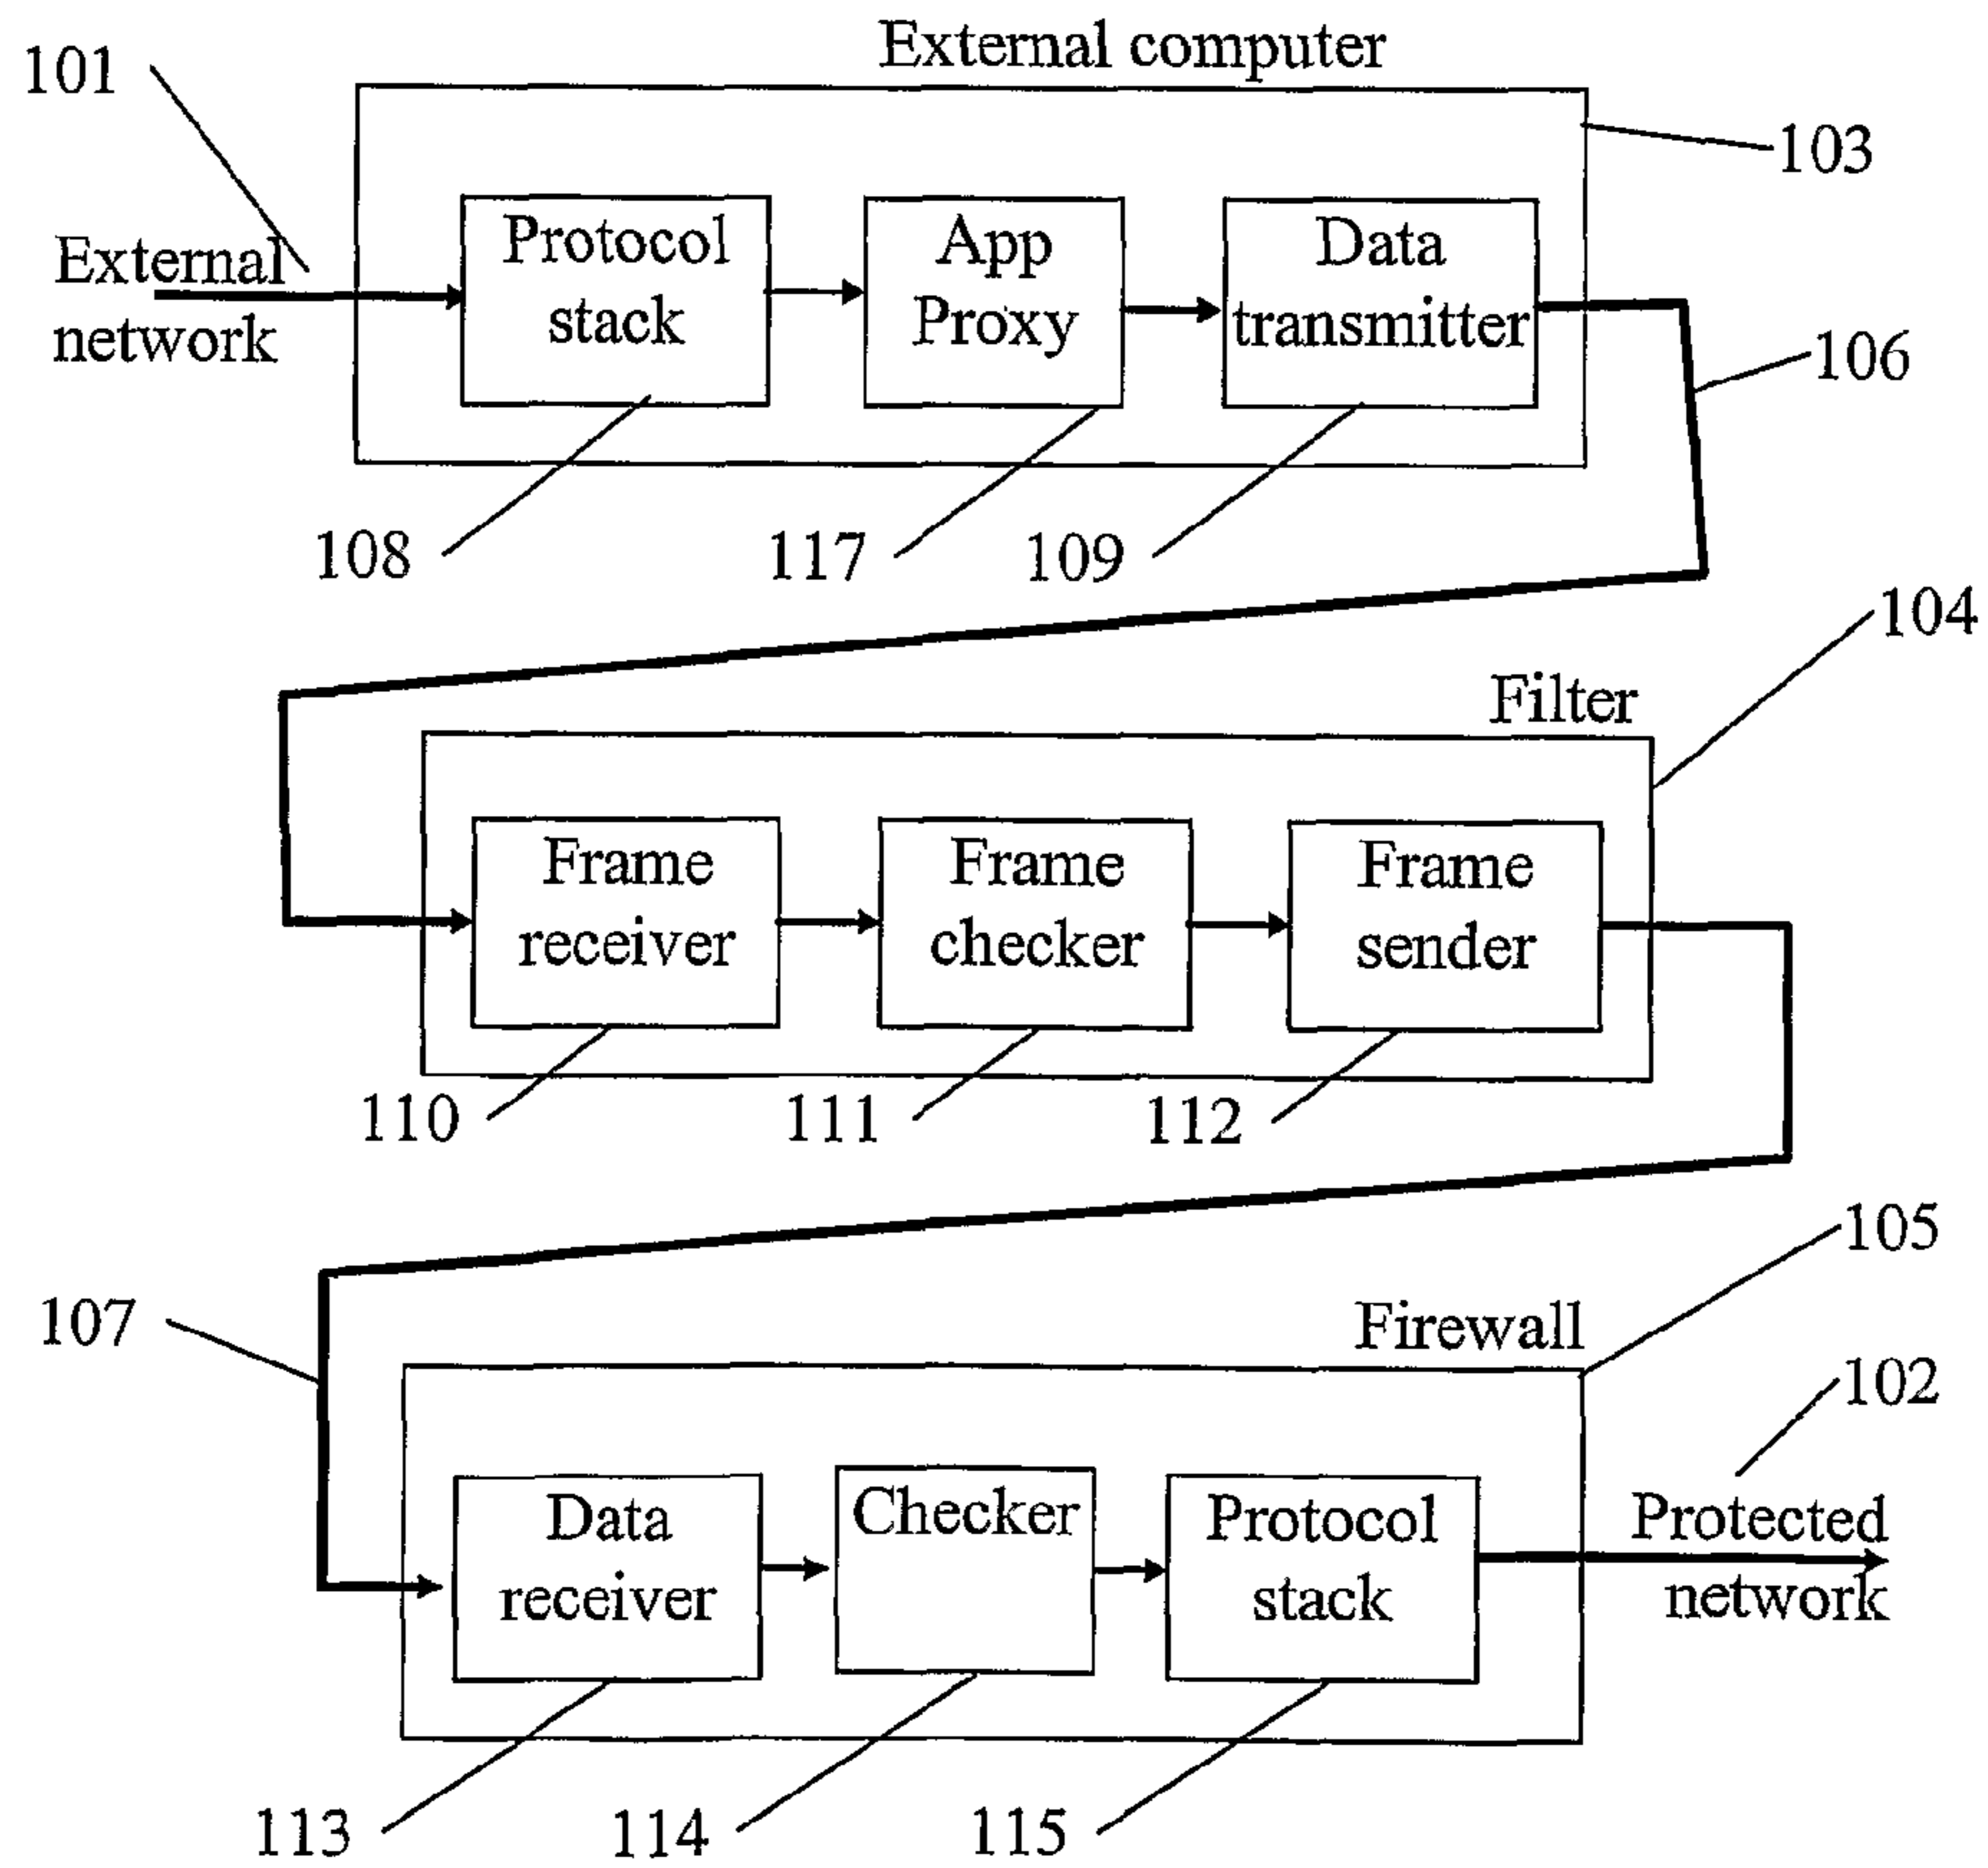 External computer
101
103
External
network
Protocol
stack
App
Proxy
Data
transmitter
106
108
117
109
104
Filter
Frame
receiver
Frame
checker
Frame
sender
110
111
112
105
107
Firewall
102
Data
receiver
Checker
Protocol
stack
Protected
network
113
114
115